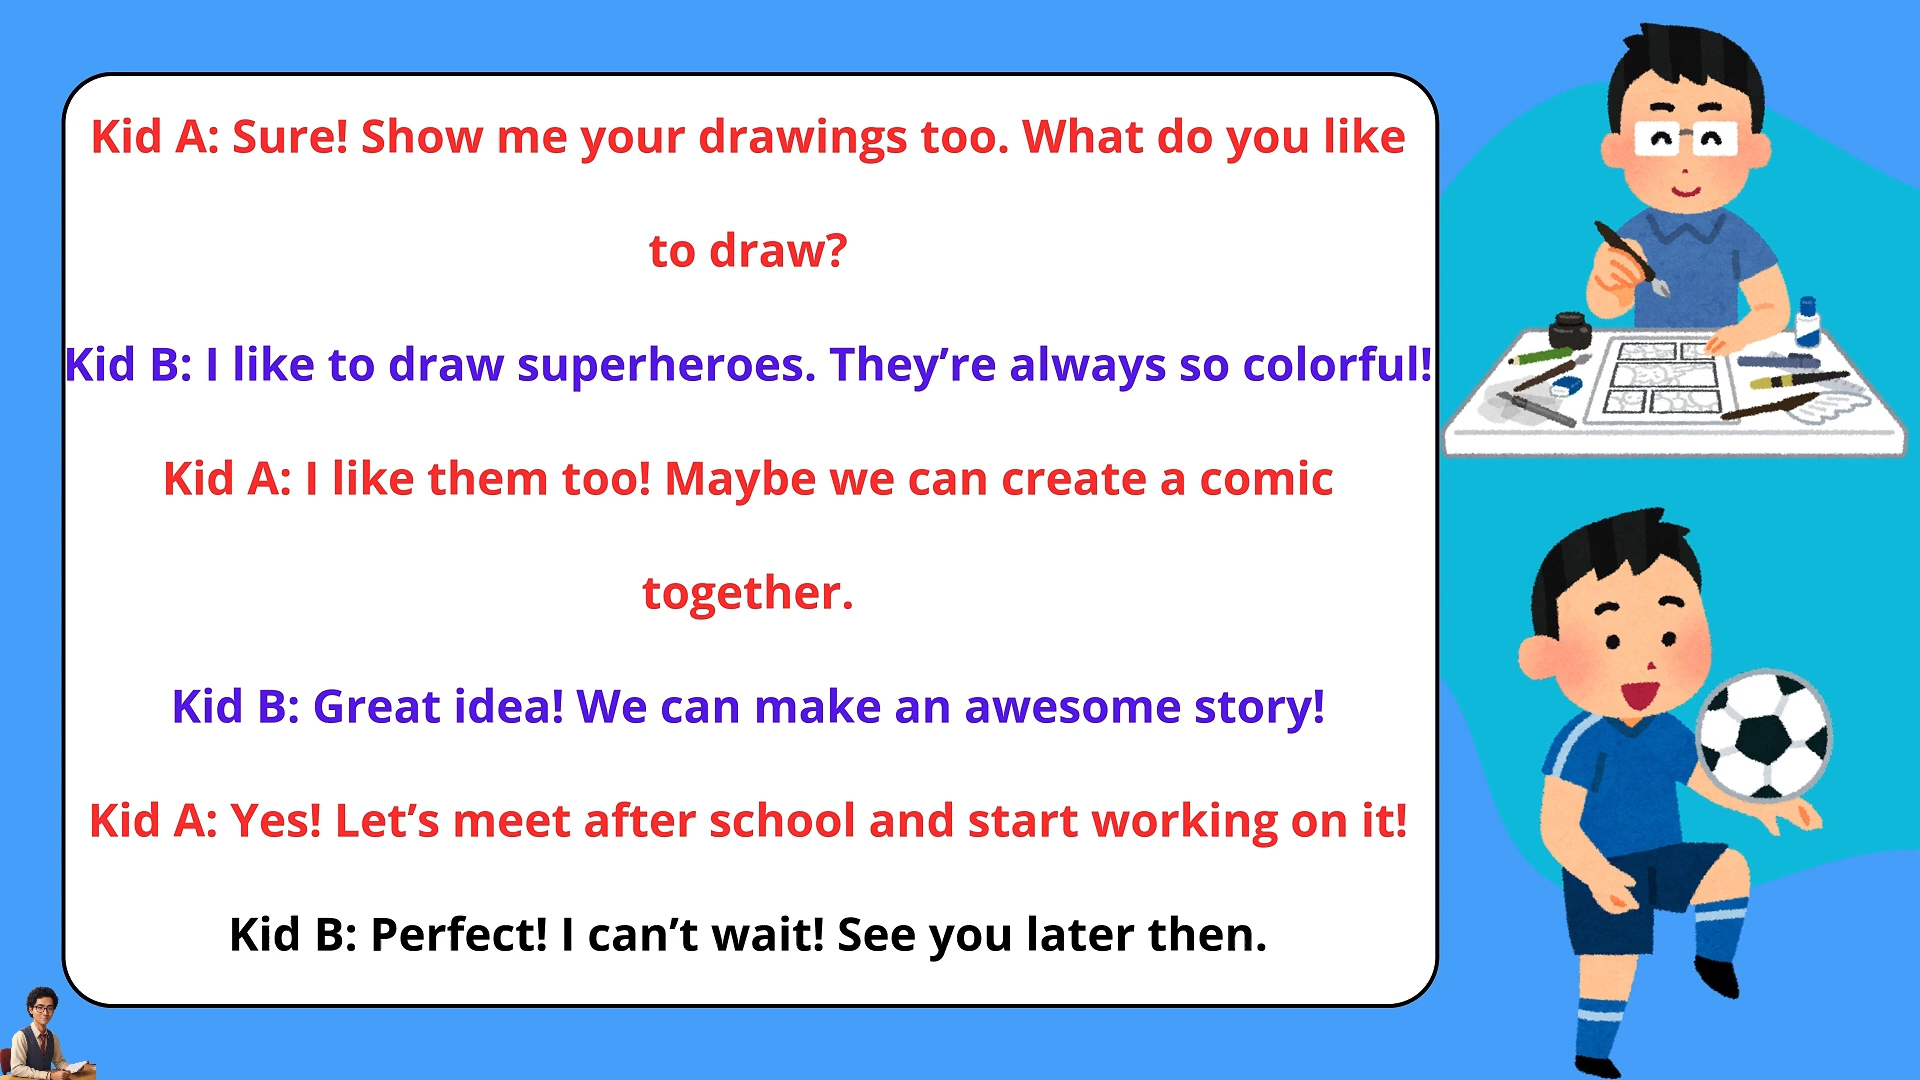 Kid A: Sure! Show me your drawings too. What do you like
to draw?
Kid B: I like to draw superheroes. They’re always so colorful!
Kid A: I like them too! Maybe we can create a comic
together.
Kid B: Great idea! We can make an awesome story!
Kid A: Yes! Let’s meet after school and start working on it!
Kid B: Perfect! I can’t wait! See you later then.